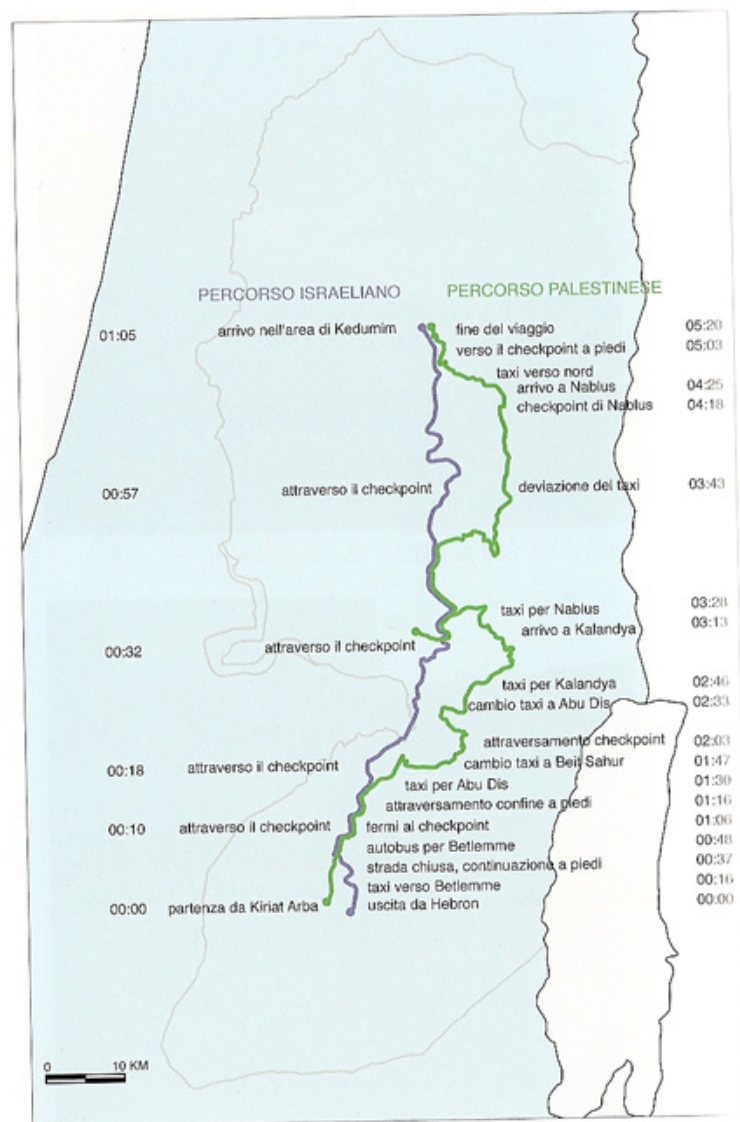 PERCORSO ISRAELIANO
PERCORSO PALESTINESE
01:05 arrivo nell'area di Kedumim
00:57 attraverso il checkpoint
00:32 attraverso il checkpoint
00:18 attraverso il checkpoint
00:10 attraverso il checkpoint
00:00 partenza da Kiriat Arba
fine del viaggio 05:20
verso il checkpoint a piedi 05:03
taxi verso nord
arrivo a Nablus 04:25
checkpoint di Nablus 04:18
deviazione del taxi 03:43
taxi per Nablus 03:28
arrivo a Kalandya 03:13
taxi per Kalandya 02:46
cambio taxi a Abu Dis 02:33
attraversamento checkpoint 02:03
cambio taxi a Beit Sahur 01:47
taxi per Abu Dis 01:30
attraversamento confine a piedi 01:16
fermi al checkpoint 01:06
autobus per Betlemme 00:48
strada chiusa, continuazione a piedi 00:37
taxi verso Betlemme 00:16
uscita da Hebron 00:00
0 10 KM